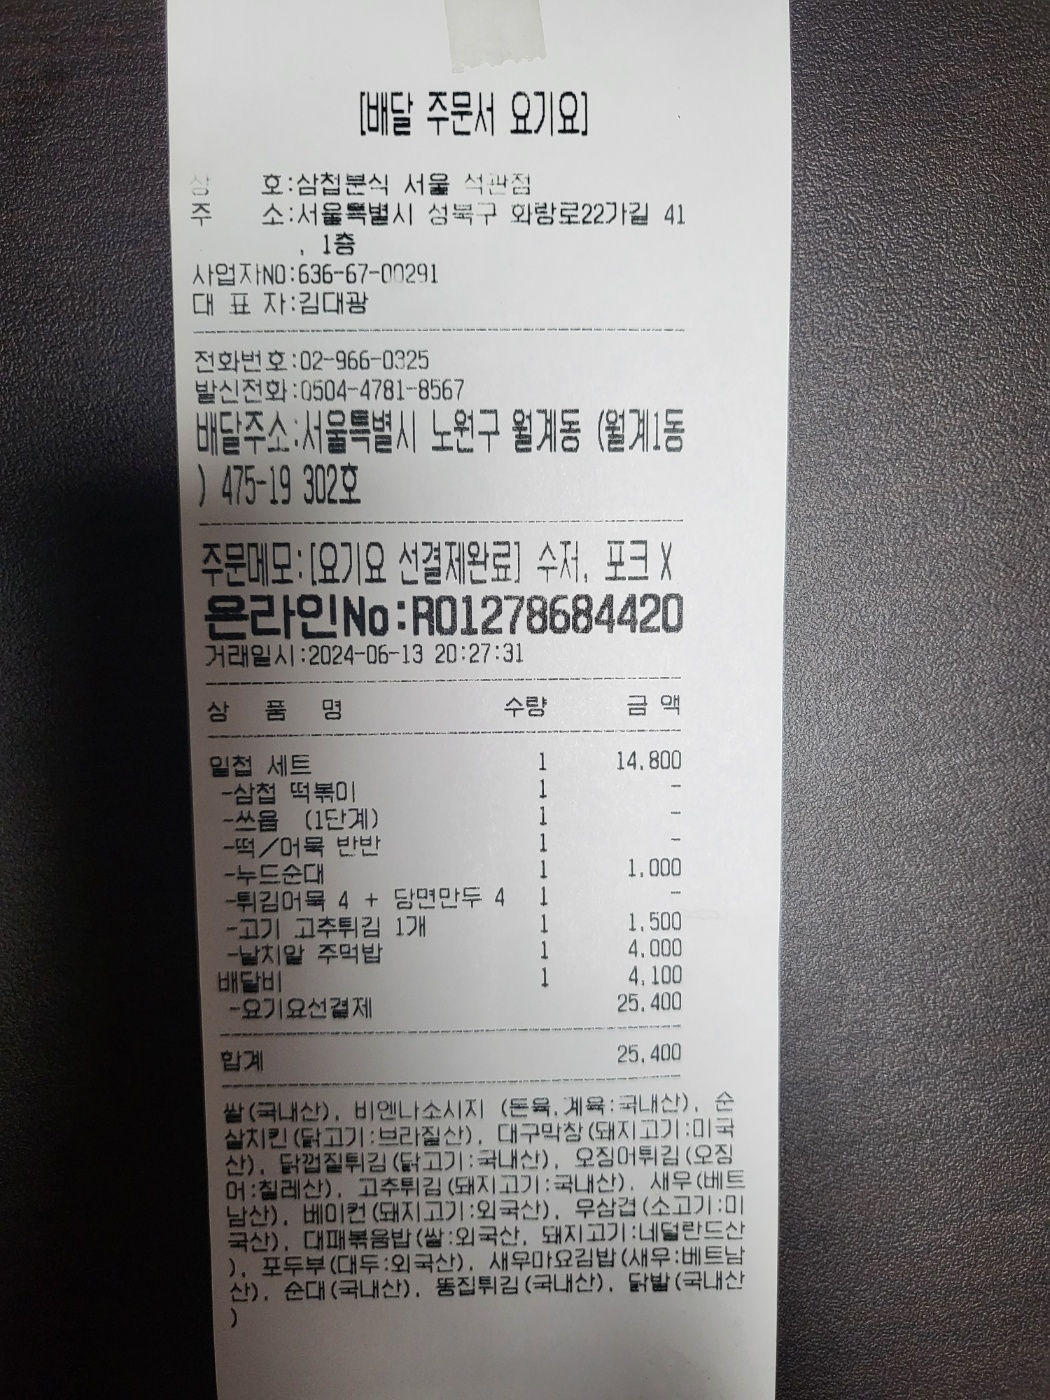 [배달 주문서 요기요]
상 호:삼첩분식 서울 석관점
주 소:서울특별시 성북구 화랑로22가길 41
, 1층
사업자NO:636-67-00291
대 표 자:김대광
전화번호:02-966-0325
발신전화:0504-4781-8567
배달주소:서울특별시 노원구 월계동 (월계1동
) 475-19 302호
주문메모:[요기요 선결제완료] 수저, 포크 X
온라인No:R01278684420
거래일시:2024-06-13 20:27:31
상 품 명 수량 금 액
일첩 세트 1 14,800
-삼첩 떡볶이 1 -
-쓰읍 (1단계) 1 -
-떡/어묵 반반 1 -
-누드순대 1 1,000
-튀김어묵 4 + 당면만두 4 1 -
-고기 고추튀김 1개 1 1,500
-날치알 주먹밥 1 4,000
배달비 1 4,100
-요기요선결제 25,400
합계 25,400
쌀(국내산), 비엔나소시지 (돈육,계육:국내산), 순
살치킨(닭고기:브라질산), 대구막창(돼지고기:미국
산), 닭껍질튀김(닭고기:국내산), 오징어튀김(오징
어:칠레산), 고추튀김(돼지고기:국내산), 새우(베트
남산), 베이컨(돼지고기:외국산), 우삼겹(소고기:미
국산), 대패볶음밥(쌀:외국산, 돼지고기:네덜란드산
), 포두부(대두:외국산), 새우마요김밥(새우:베트남
산), 순대(국내산), 똥집튀김(국내산), 닭발(국내산
)